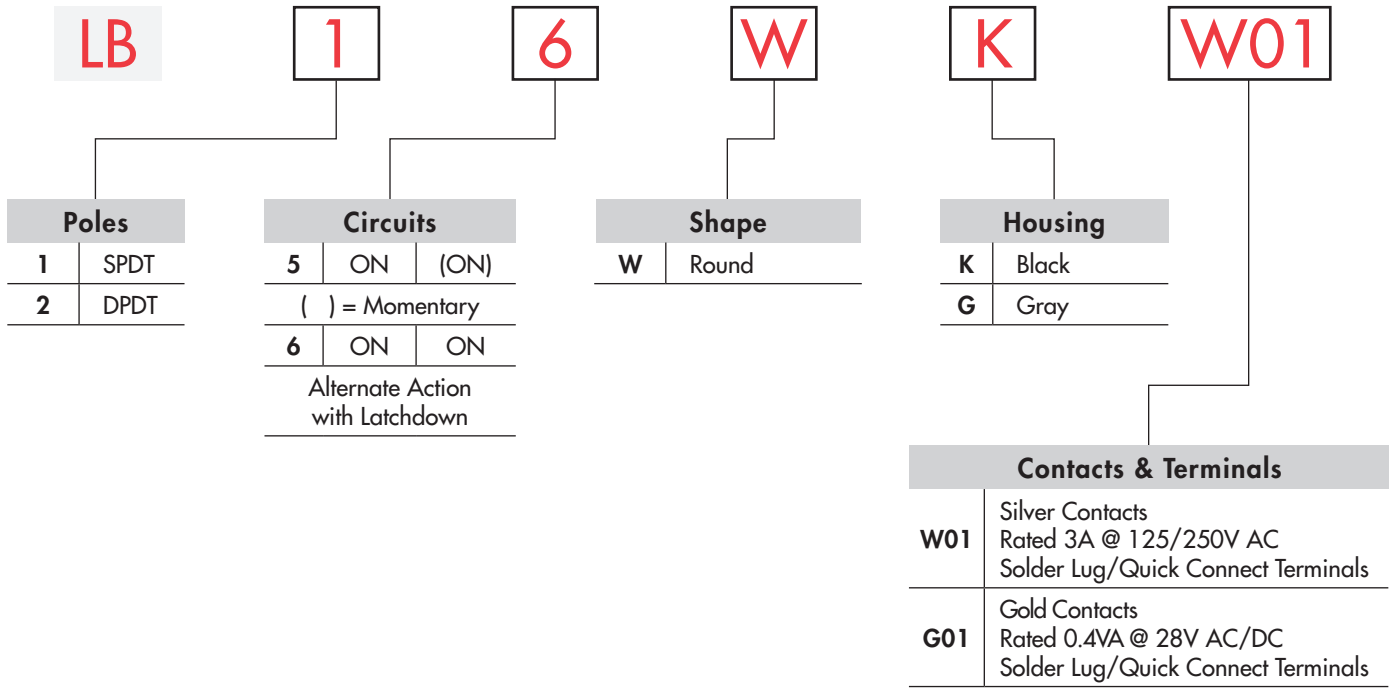 LB 1 6 W K W01
Poles
1 SPDT
2 DPDT
Circuits
5 ON (ON)
( ) = Momentary
6 ON ON
Alternate Action
with Latchdown
Shape
W Round
Housing
K Black
G Gray
Contacts & Terminals
W01
Silver Contacts
Rated 3A @ 125/250V AC
Solder Lug/Quick Connect Terminals
G01
Gold Contacts
Rated 0.4VA @ 28V AC/DC
Solder Lug/Quick Connect Terminals